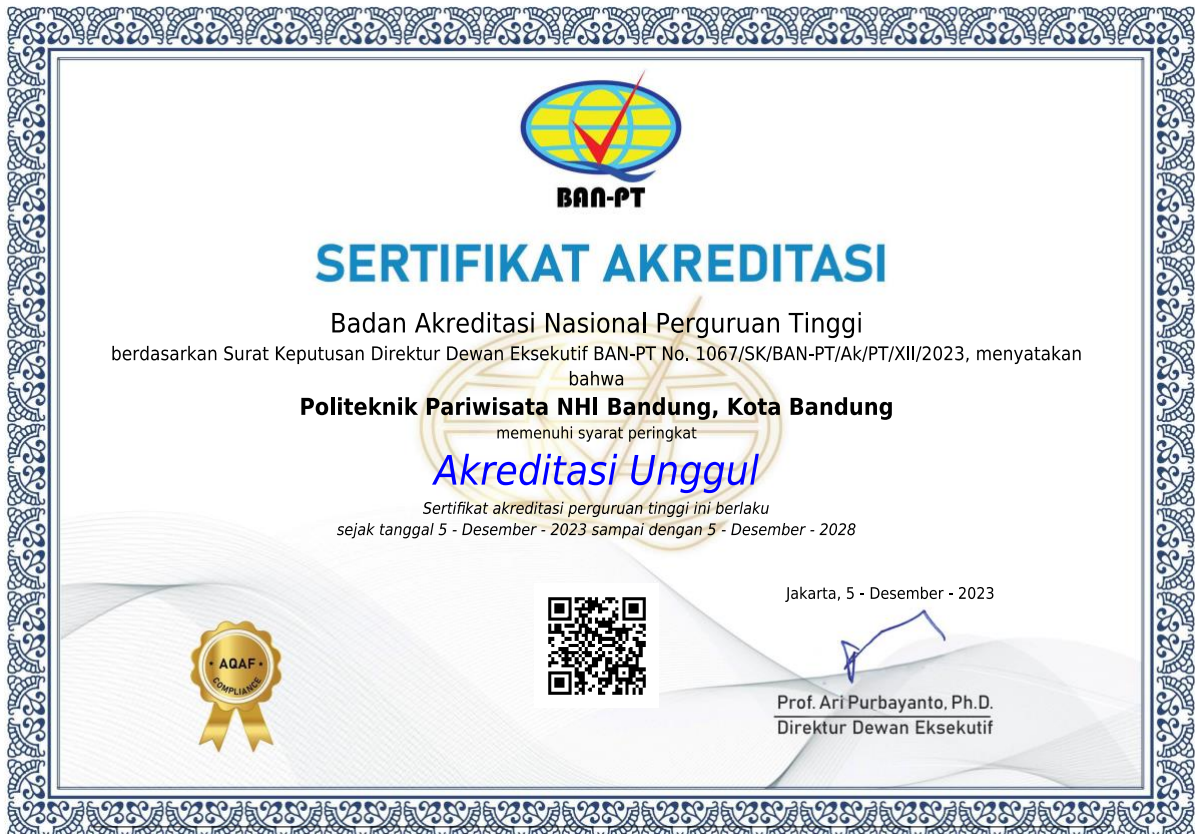 BAN-PT
SERTIFIKAT AKREDITASI
Badan Akreditasi Nasional Perguruan Tinggi
berdasarkan Surat Keputusan Direktur Dewan Eksekutif BAN-PT No. 1067/SK/BAN-PT/Ak/PT/XII/2023, menyatakan
bahwa
Politeknik Pariwisata NHl Bandung, Kota Bandung
memenuhi syarat peringkat
Akreditasi Unggul
Sertifikat akreditasi perguruan tinggi ini berlaku
sejak tanggal 5 - Desember - 2023 sampai dengan 5 - Desember - 2028
Jakarta, 5 - Desember - 2023
AQAF
COMPLIANCE
Prof. Ari Purbayanto, Ph.D.
Direktur Dewan Eksekutif